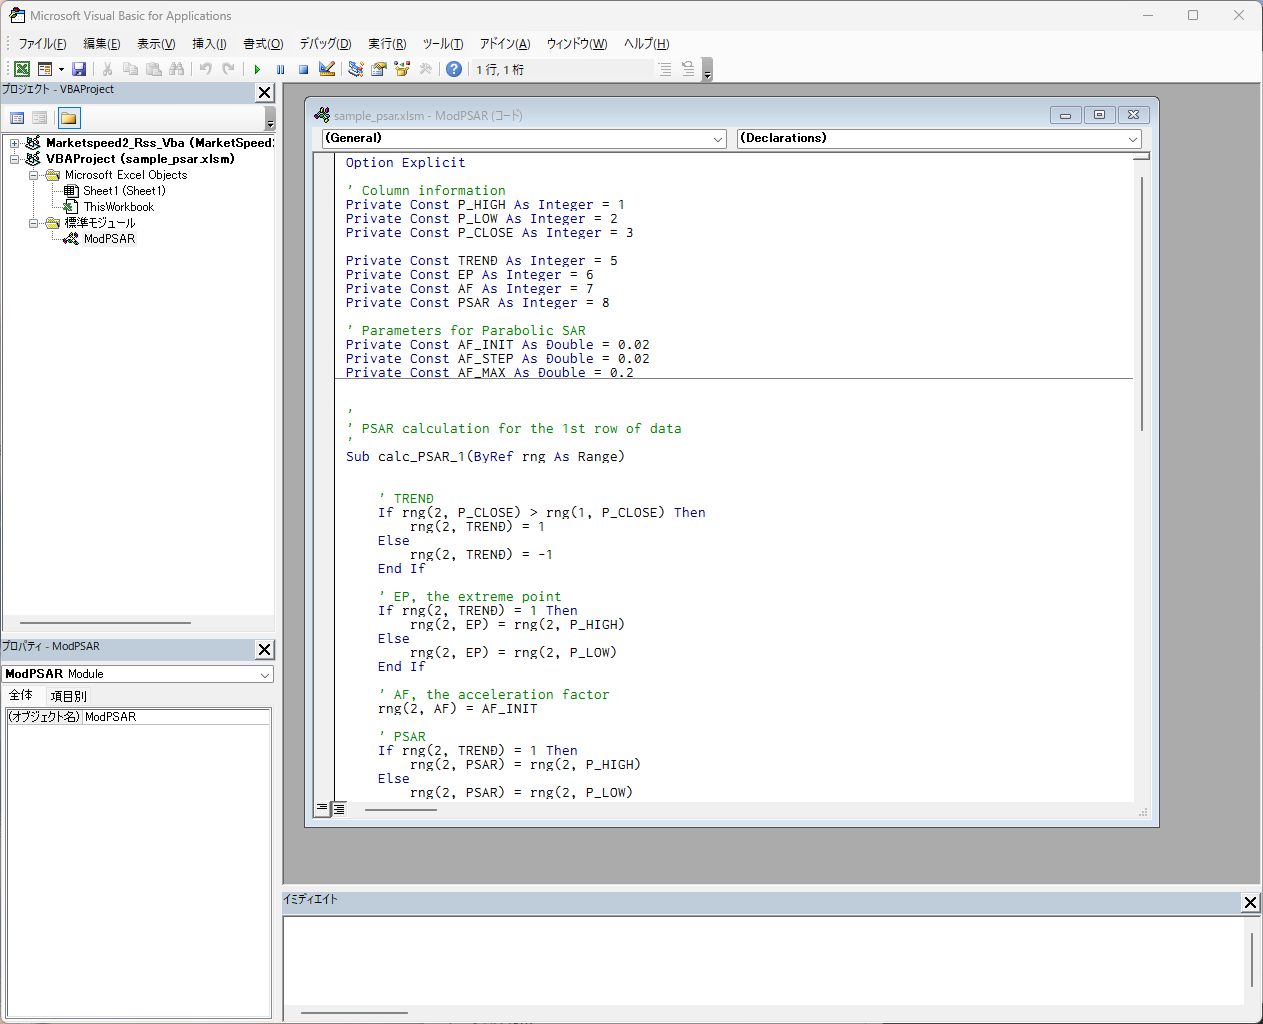 Microsoft Visual Basic for Applications
ファイル(F) 編集(E) 表示(V) 挿入(I) 書式(O) デバッグ(D) 実行(R) ツール(T) アドイン(A) ウィンドウ(W) ヘルプ(H)
1 行, 1 桁
プロジェクト - VBAProject
Marketspeed2_Rss_Vba (MarketSpeed2
VBAProject (sample_psar.xlsm)
Microsoft Excel Objects
Sheet1 (Sheet1)
ThisWorkbook
標準モジュール
ModPSAR
プロパティ - ModPSAR
ModPSAR Module
全体 項目別
(オブジェクト名) ModPSAR
sample_psar.xlsm - ModPSAR (コード)
(General) (Declarations)
Option Explicit
' Column information
Private Const P_HIGH As Integer = 1
Private Const P_LOW As Integer = 2
Private Const P_CLOSE As Integer = 3
Private Const TREND As Integer = 5
Private Const EP As Integer = 6
Private Const AF As Integer = 7
Private Const PSAR As Integer = 8
' Parameters for Parabolic SAR
Private Const AF_INIT As Double = 0.02
Private Const AF_STEP As Double = 0.02
Private Const AF_MAX As Double = 0.2
'
' PSAR calculation for the 1st row of data
'
Sub calc_PSAR_1(ByRef rng As Range)
' TREND
If rng(2, P_CLOSE) > rng(1, P_CLOSE) Then
rng(2, TREND) = 1
Else
rng(2, TREND) = -1
End If
' EP, the extreme point
If rng(2, TREND) = 1 Then
rng(2, EP) = rng(2, P_HIGH)
Else
rng(2, EP) = rng(2, P_LOW)
End If
' AF, the acceleration factor
rng(2, AF) = AF_INIT
' PSAR
If rng(2, TREND) = 1 Then
rng(2, PSAR) = rng(2, P_HIGH)
Else
rng(2, PSAR) = rng(2, P_LOW)
イミディエイト